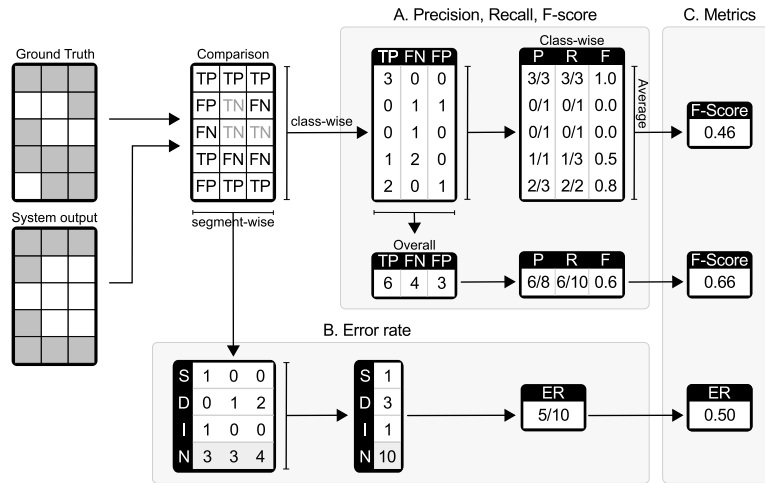 A. Precision, Recall, F-score
C. Metrics
Ground Truth
Comparison
Class-wise
TP FN FP
P R F
TP TP TP
3 0 0
3/3 3/3 1.0
FP TN FN
0 1 1
0/1 0/1 0.0
FN TN TN
0 1 0
0/1 0/1 0.0
TP FN FN
1 2 0
1/1 1/3 0.5
FP TP TP
2 0 1
2/3 2/2 0.8
class-wise
Average
F-Score
0.46
System output
segment-wise
Overall
TP FN FP
6 4 3
P R F
6/8 6/10 0.6
F-Score
0.66
B. Error rate
S 1 0 0
D 0 1 2
I 1 0 0
N 3 3 4
S 1
D 3
I 1
N 10
ER
5/10
ER
0.50